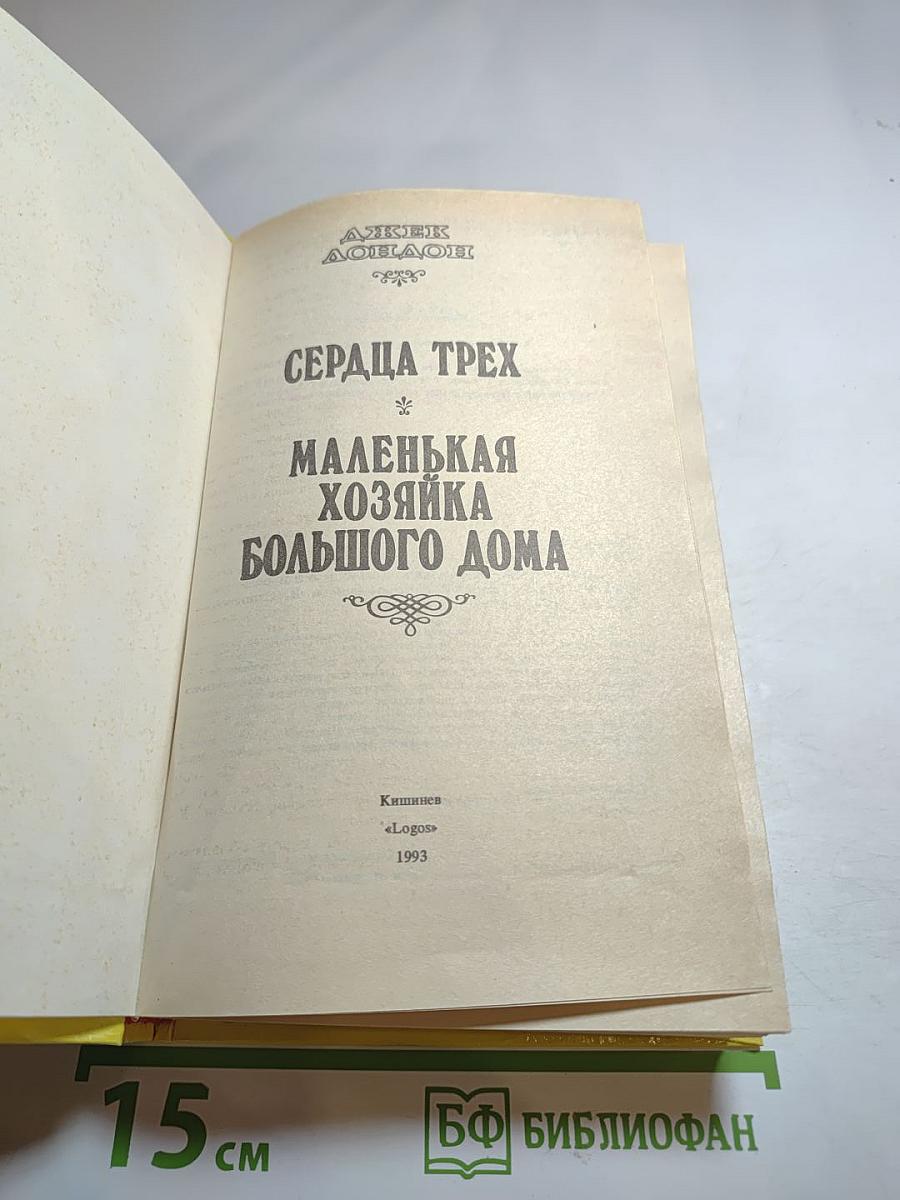 ДЖЕК
ЛОНДОН
СЕРДЦА ТРЕХ
МАЛЕНЬКАЯ
ХОЗЯЙКА
БОЛЬШОГО ДОМА
Кишинев
«Logos»
1993
15 см
БФ БИБЛИОФАН